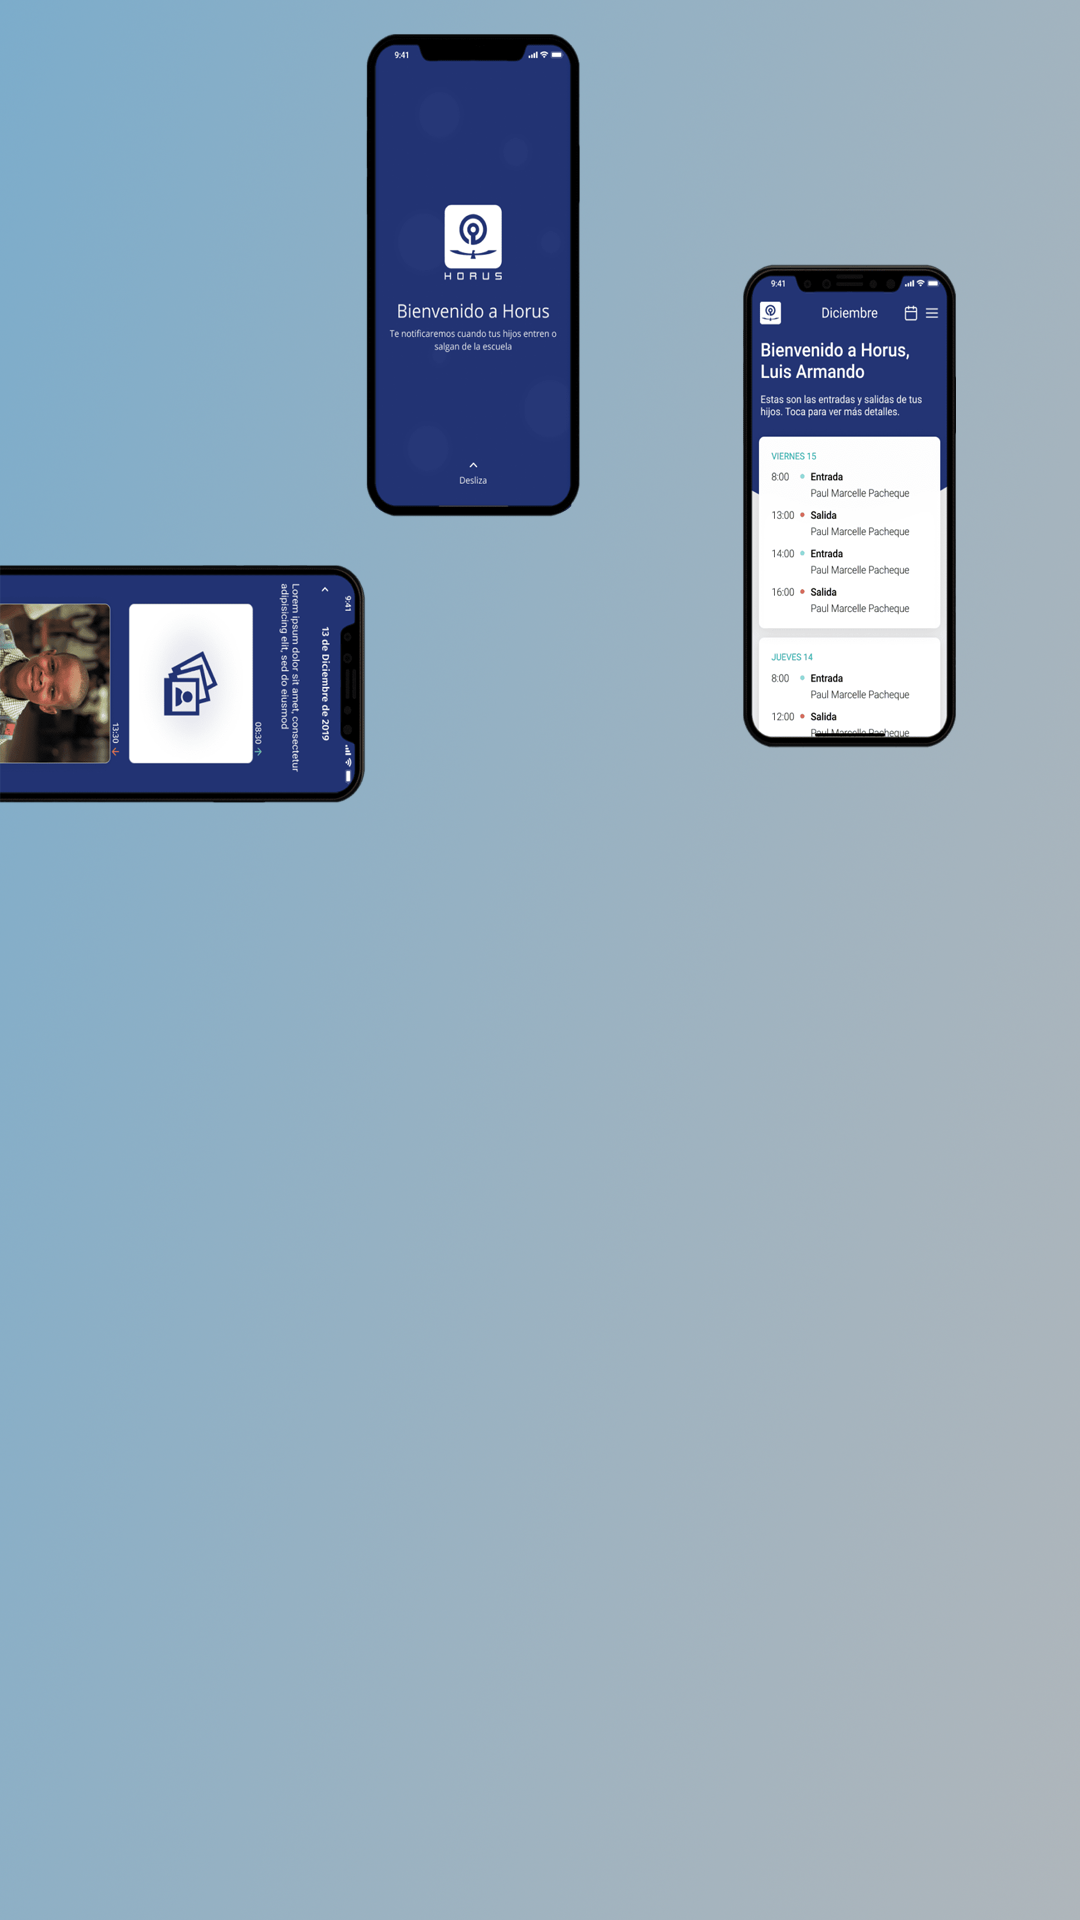 9:41
HORUS
Bienvenido a Horus
Te notificaremos cuando tus hijos entren o
salgan de la escuela
Desliza
9:41
Diciembre
Bienvenido a Horus,
Luis Armando
Estas son las entradas y salidas de tus
hijos. Toca para ver más detalles.
VIERNES 15
8:00 Entrada
Paul Marcelle Pacheque
13:00 Salida
Paul Marcelle Pacheque
14:00 Entrada
Paul Marcelle Pacheque
16:00 Salida
Paul Marcelle Pacheque
JUEVES 14
8:00 Entrada
Paul Marcelle Pacheque
12:00 Salida
Paul Marcelle Pacheque
9:41
13 de Diciembre de 2019
Lorem ipsum dolor sit amet, consectetur
adipisicing elit, sed do eiusmod
08:30
13:30